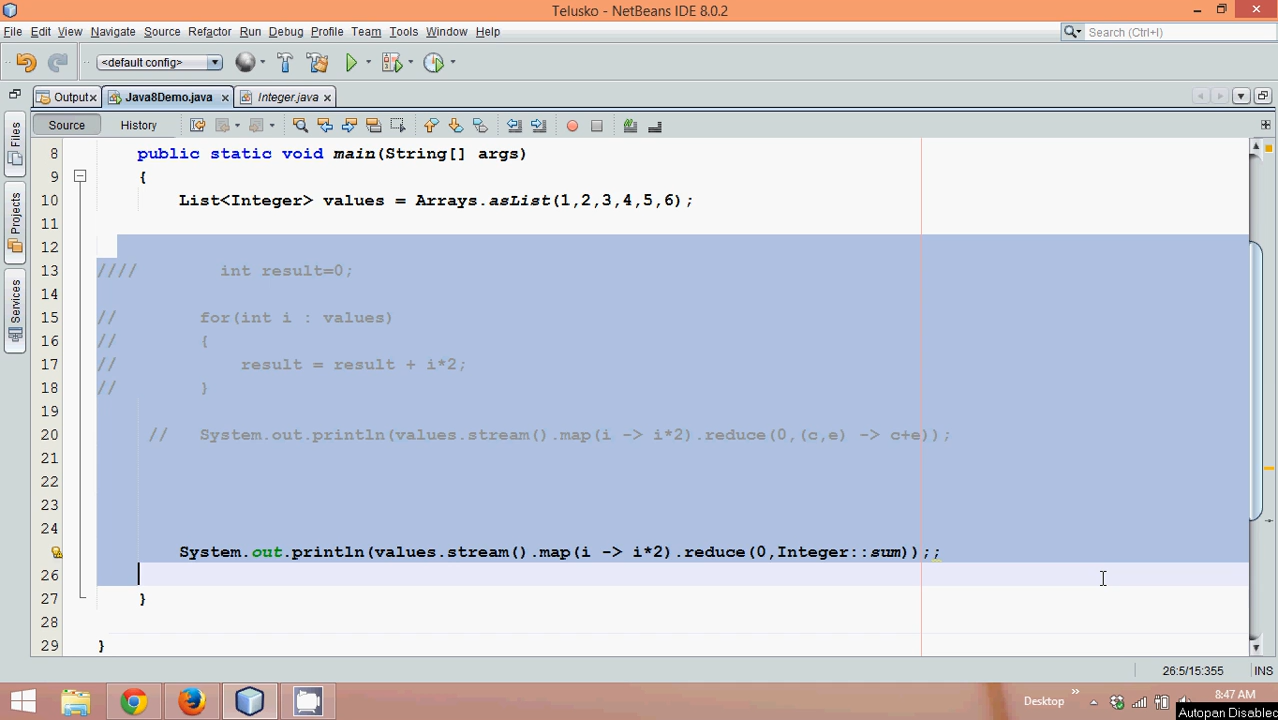 Telusko - NetBeans IDE 8.0.2
File Edit View Navigate Source Refactor Run Debug Profile Team Tools Window Help
Search (Ctrl+I)
<default config>
Output Java8Demo.java Integer.java
Source History
Files
Projects
Services
8 public static void main(String[] args)
9 {
10 List<Integer> values = Arrays.asList(1,2,3,4,5,6);
11
12
13 //// int result=0;
14
15 // for(int i : values)
16 // {
17 // result = result + i*2;
18 // }
19
20 // System.out.println(values.stream().map(i -> i*2).reduce(0,(c,e) -> c+e));
21
22
23
24
System.out.println(values.stream().map(i -> i*2).reduce(0,Integer::sum));;
26
27 }
28
29 }
26:5/15:355 INS
Desktop
8:47 AM
Autopan Disabled